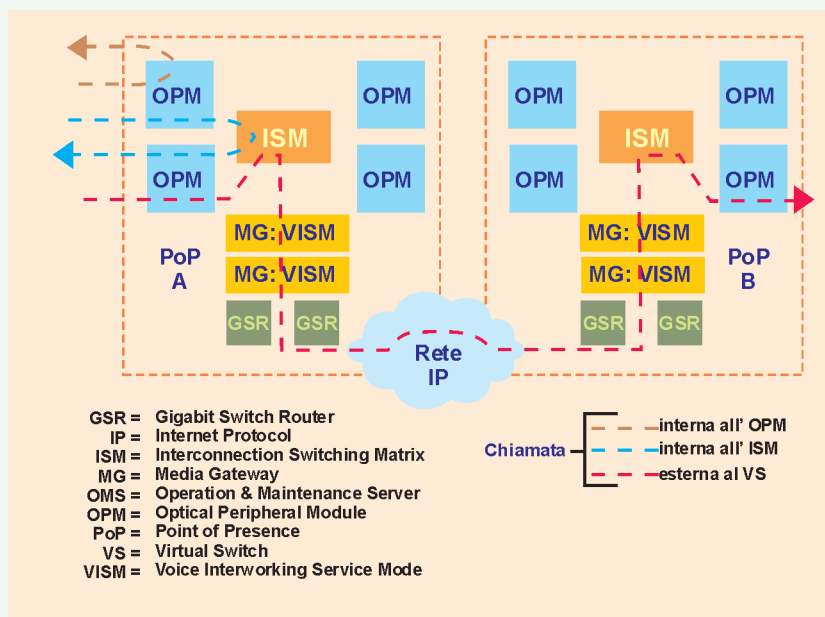 OPM
OPM
OPM
OPM
ISM
ISM
OPM
OPM
OPM
OPM
MG: VISM
MG: VISM
PoP
A
MG: VISM
MG: VISM
PoP
B
GSR
GSR
GSR
GSR
Rete
IP
GSR = Gigabit Switch Router
IP = Internet Protocol
ISM = Interconnection Switching Matrix
MG = Media Gateway
OMS = Operation & Maintenance Server
OPM = Optical Peripheral Module
PoP = Point of Presence
VS = Virtual Switch
VISM = Voice Interworking Service Mode
Chiamata
interna all' OPM
interna all' ISM
esterna al VS